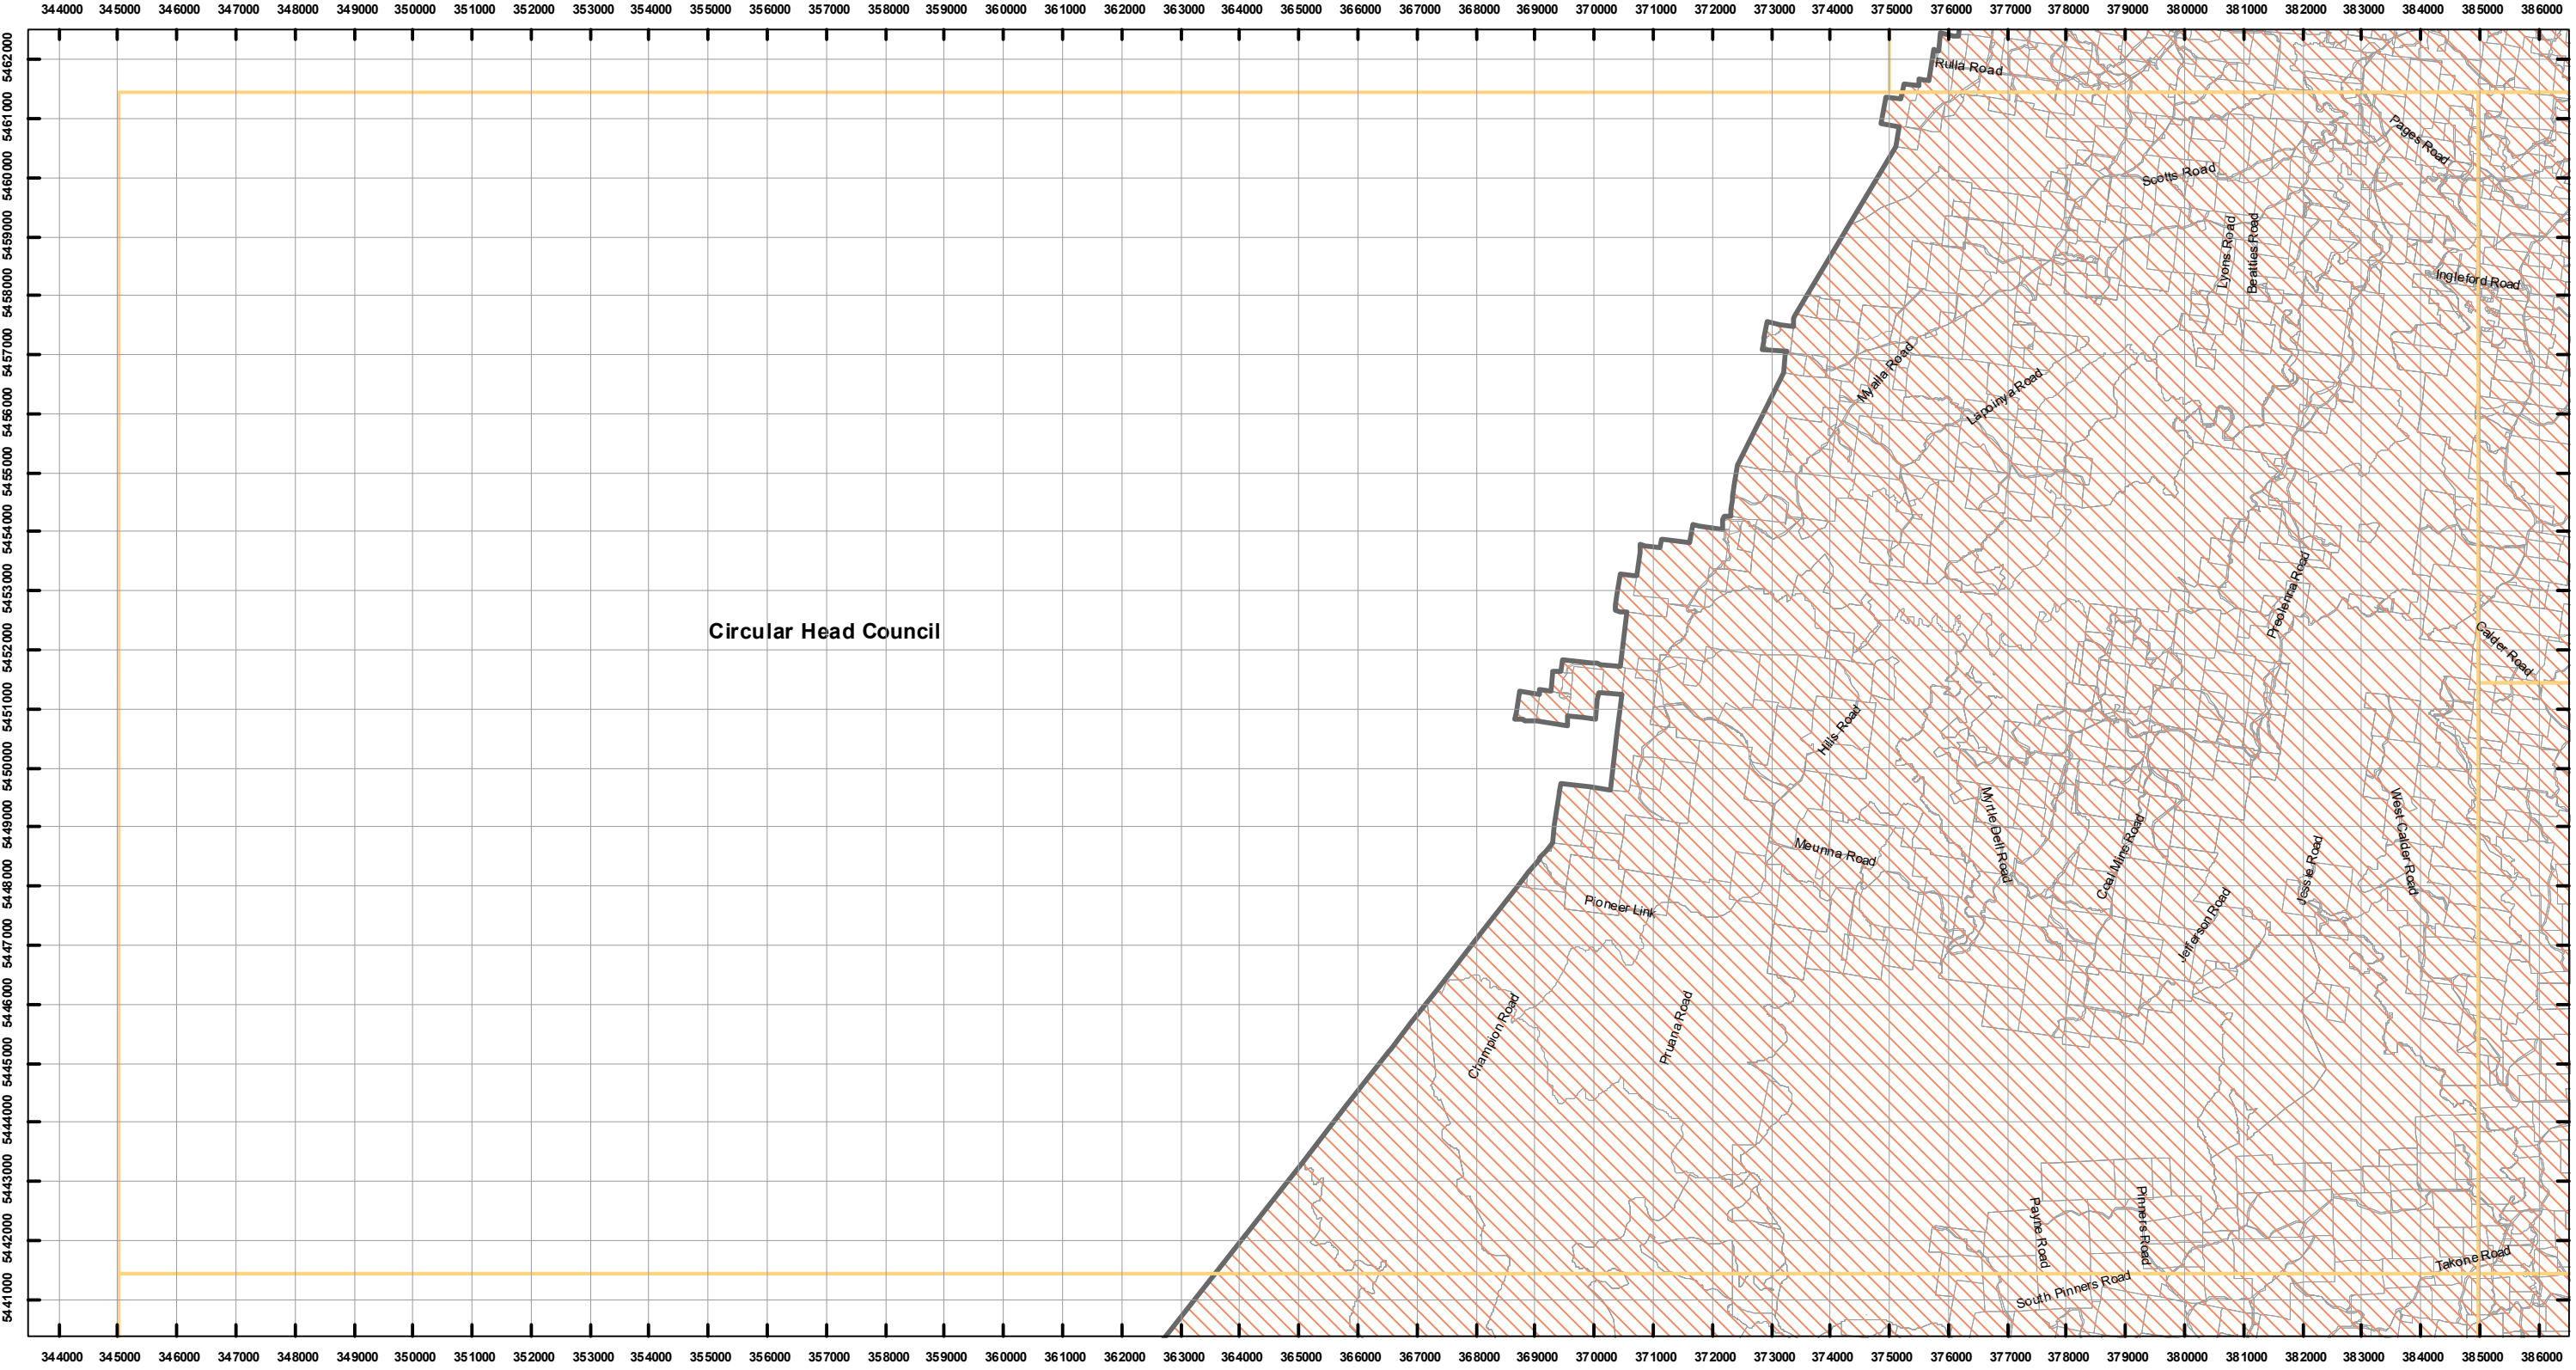 344000 345000 346000 347000 348000 349000 350000 351000 352000 353000 354000 355000 356000 357000 358000 359000 360000 361000 362000 363000 364000 365000 366000 367000 368000 369000 370000 371000 372000 373000 374000 375000 376000 377000 378000 379000 380000 381000 382000 383000 384000 385000 386000
5462000
Rulla Road
5461000
Pages Road
5460000
Scotts Road
5459000
Lyons Road
Beatties Road
5458000
Ingleford Road
5457000
Myalla Road
5456000
Lapoinya Road
5455000
5454000
5453000
Preolenna Road
Circular Head Council
5452000
Calder Road
5451000
Hills Road
5450000
5449000
Myrtle Dell Road
West Calder Road
Meunna Road
Coal Mine Road
Jessie Road
5448000
Pioneer Link
Jefferson Road
5447000
5446000
Champion Road
Pruana Road
5445000
5444000
5443000
Payne Road
Pinners Road
5442000
Takone Road
South Pinners Road
5441000
344000 345000 346000 347000 348000 349000 350000 351000 352000 353000 354000 355000 356000 357000 358000 359000 360000 361000 362000 363000 364000 365000 366000 367000 368000 369000 370000 371000 372000 373000 374000 375000 376000 377000 378000 379000 380000 381000 382000 383000 384000 385000 386000